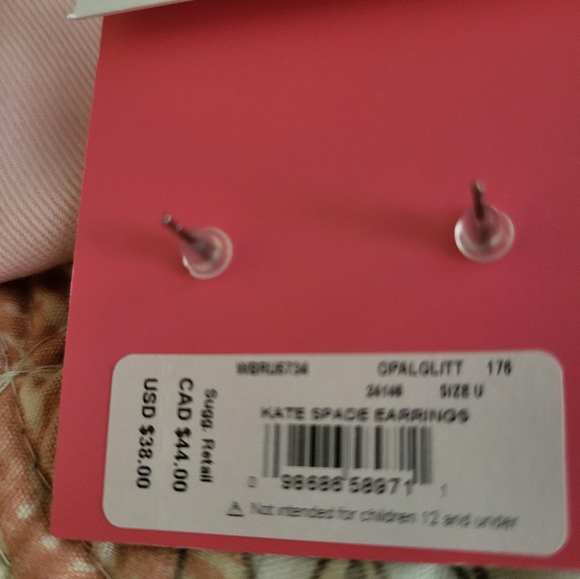 WBRU6734 OPALGLITT 176
24146 SIZE U
KATE SPADE EARRINGS
0 98686 58971 1
⚠ Not intended for children 12 and under
Sugg. Retail
CAD $44.00
USD $38.00